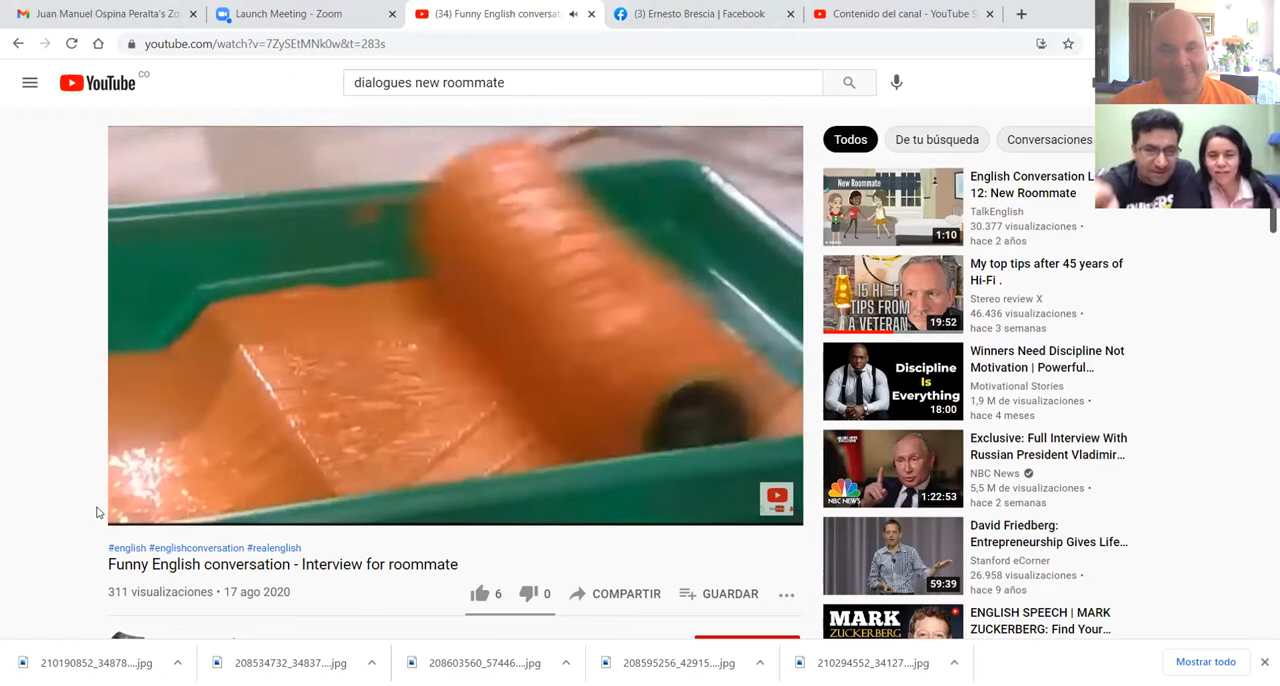 Juan Manuel Ospina Peralta's Zo
Launch Meeting - Zoom
(34) Funny English conversat
(3) Ernesto Brescia | Facebook
Contenido del canal - YouTube S
youtube.com/watch?v=7ZySEtMNk0w&t=283s
YouTube CO
dialogues new roommate
Todos
De tu búsqueda
Conversaciones
New Roommate
1:10
English Conversation L
12: New Roommate
TalkEnglish
30.377 visualizaciones •
hace 2 años
15 HI-FI
TIPS FROM
A VETERAN
19:52
My top tips after 45 years of
Hi-Fi .
Stereo review X
46.436 visualizaciones •
hace 3 semanas
Discipline
Is
Everything
18:00
Winners Need Discipline Not
Motivation | Powerful...
Motivational Stories
1,9 M de visualizaciones •
hace 4 meses
NBC NEWS
1:22:53
Exclusive: Full Interview With
Russian President Vladimir...
NBC News
5,5 M de visualizaciones •
hace 2 semanas
59:39
David Friedberg:
Entrepreneurship Gives Life...
Stanford eCorner
26.958 visualizaciones •
hace 9 años
MARK
ZUCKERBERG
ENGLISH SPEECH | MARK
ZUCKERBERG: Find Your...
#english #englishconversation #realenglish
Funny English conversation - Interview for roommate
311 visualizaciones • 17 ago 2020
6
0
COMPARTIR
GUARDAR
210190852_34878....jpg
208534732_34837....jpg
208603560_57446....jpg
208595256_42915....jpg
210294552_34127....jpg
Mostrar todo